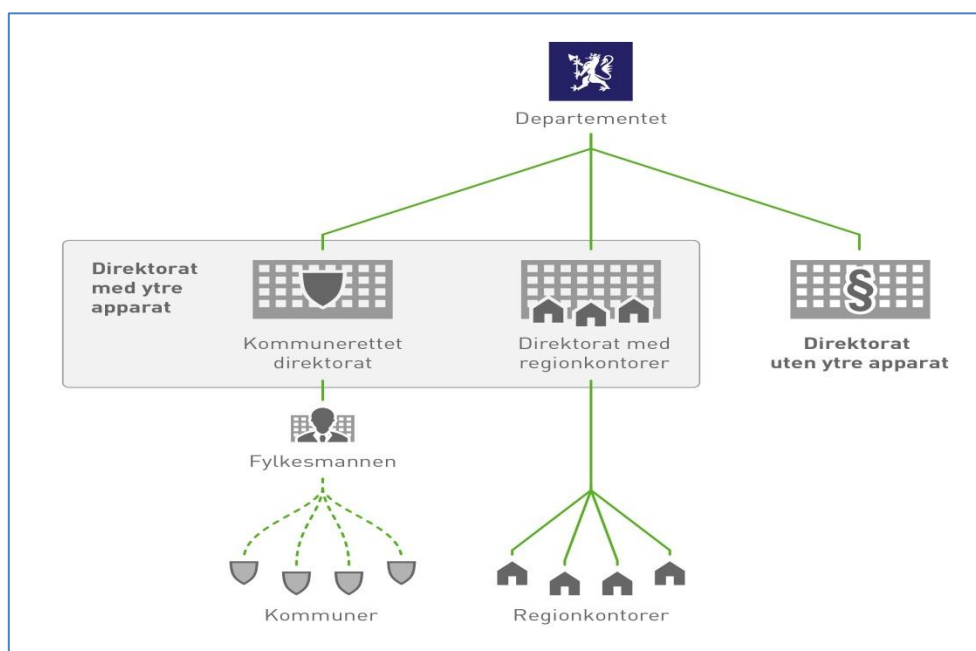 Departementet
Direktorat
med ytre
apparat
Kommunerettet
direktorat
Direktorat med
regionkontorer
§
Direktorat
uten ytre apparat
Fylkesmannen
Kommuner
Regionkontorer